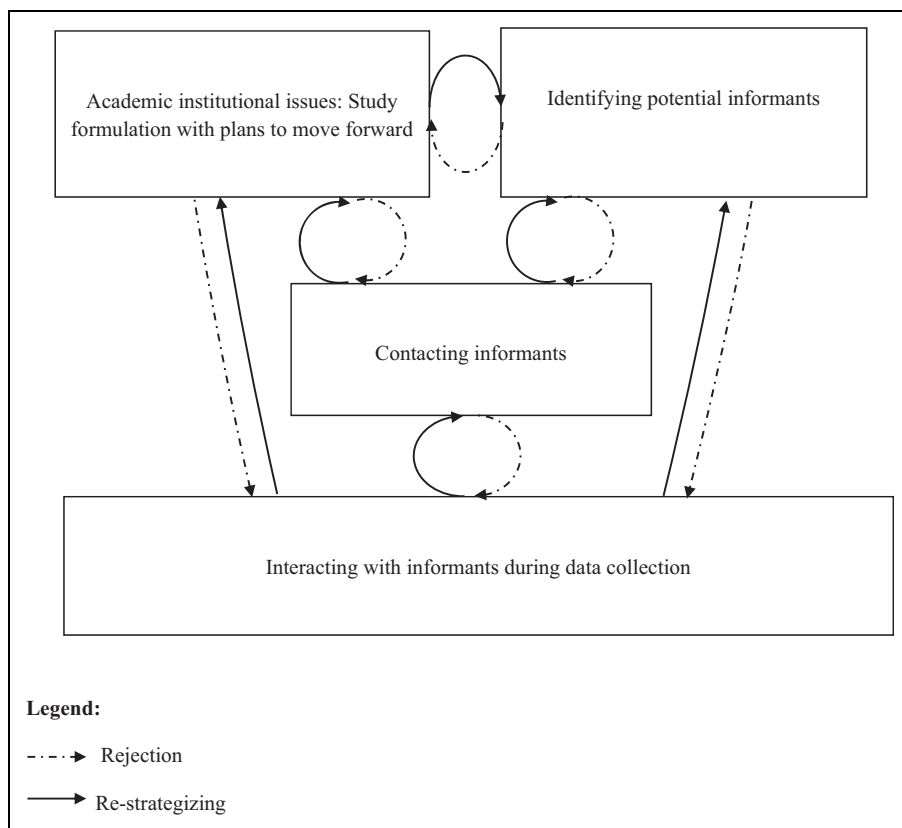 Academic institutional issues: Study
formulation with plans to move forward
Identifying potential informants
Contacting informants
Interacting with informants during data collection
Legend:
Rejection
Re-strategizing